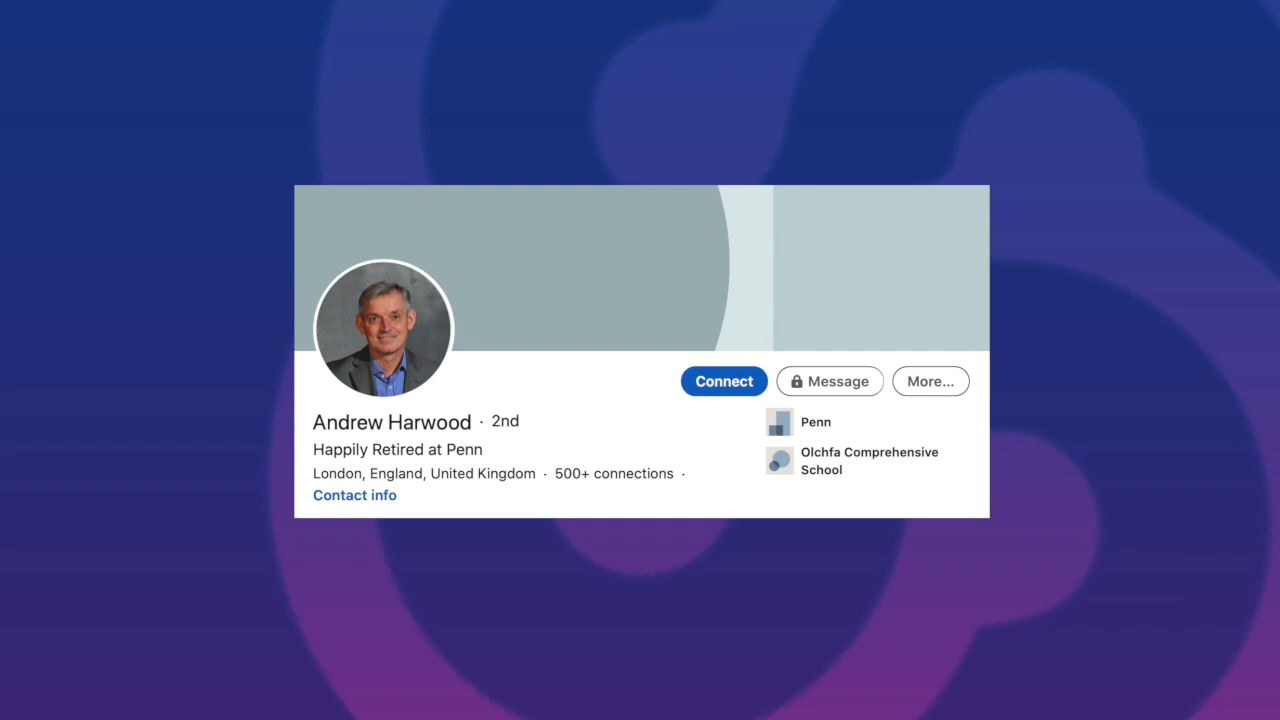 Connect
Message
More...
Andrew Harwood · 2nd
Happily Retired at Penn
London, England, United Kingdom · 500+ connections ·
Contact info
Penn
Olchfa Comprehensive
School